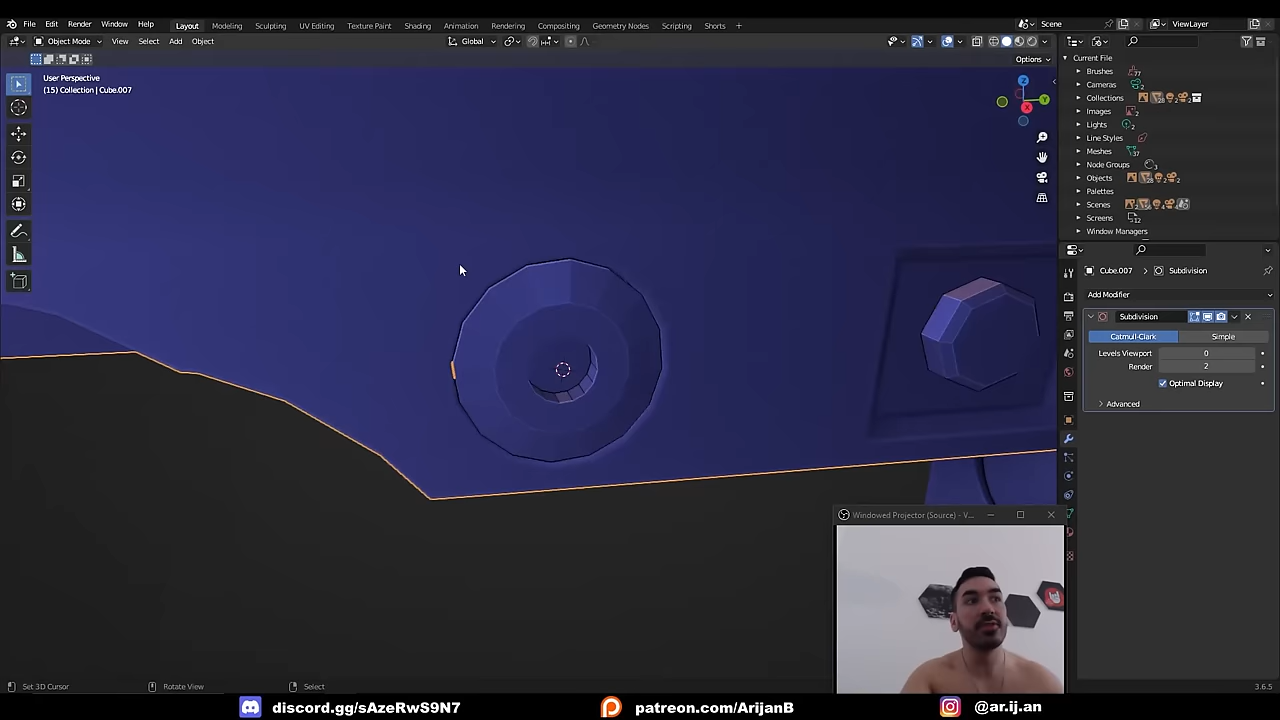 File Edit Render Window Help
Layout Modeling Sculpting UV Editing Texture Paint Shading Animation Rendering Compositing Geometry Nodes Scripting Shorts +
Scene
ViewLayer
Object Mode View Select Add Object
Global
Options
User Perspective
(15) Collection | Cube.007
Z
Y
X
Current File
Brushes
Cameras
Collections
Images
Lights
Line Styles
Meshes
Node Groups
Objects
Palettes
Scenes
Screens
Window Managers
Cube.007 Subdivision
Add Modifier
Subdivision
Catmull-Clark Simple
Levels Viewport 0
Render 2
Optimal Display
Advanced
Windowed Projector (Source) - V...
Set 3D Cursor Rotate View Select
3.6.5
discord.gg/sAzeRwS9N7 patreon.com/ArijanB @ar.ij.an